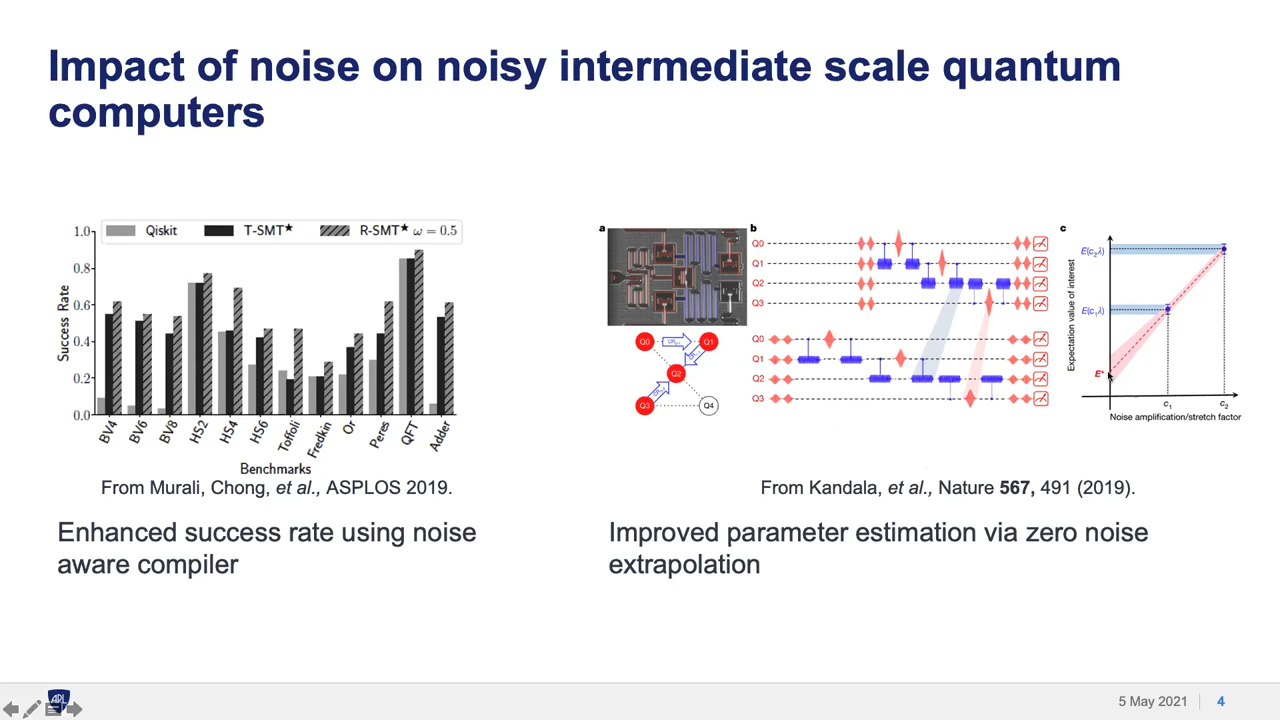 Impact of noise on noisy intermediate scale quantum
computers
1.0
0.8
0.6
0.4
0.2
0.0
Success Rate
Qiskit
T-SMT★
R-SMT★ ω = 0.5
BV4
BV6
BV8
HS2
HS4
HS6
Toffoli
Fredkin
Or
Peres
QFT
Adder
Benchmarks
From Murali, Chong, et al., ASPLOS 2019.
Enhanced success rate using noise
aware compiler
a
Q0
Q1
Q2
Q3
Q4
b
Q0
Q1
Q2
Q3
Q0
Q1
Q2
Q3
c
Expectation value of interest
E(c₂λ)
E(c₁λ)
E*
c₁
c₂
Noise amplification/stretch factor
From Kandala, et al., Nature 567, 491 (2019).
Improved parameter estimation via zero noise
extrapolation
APL
5 May 2021
4